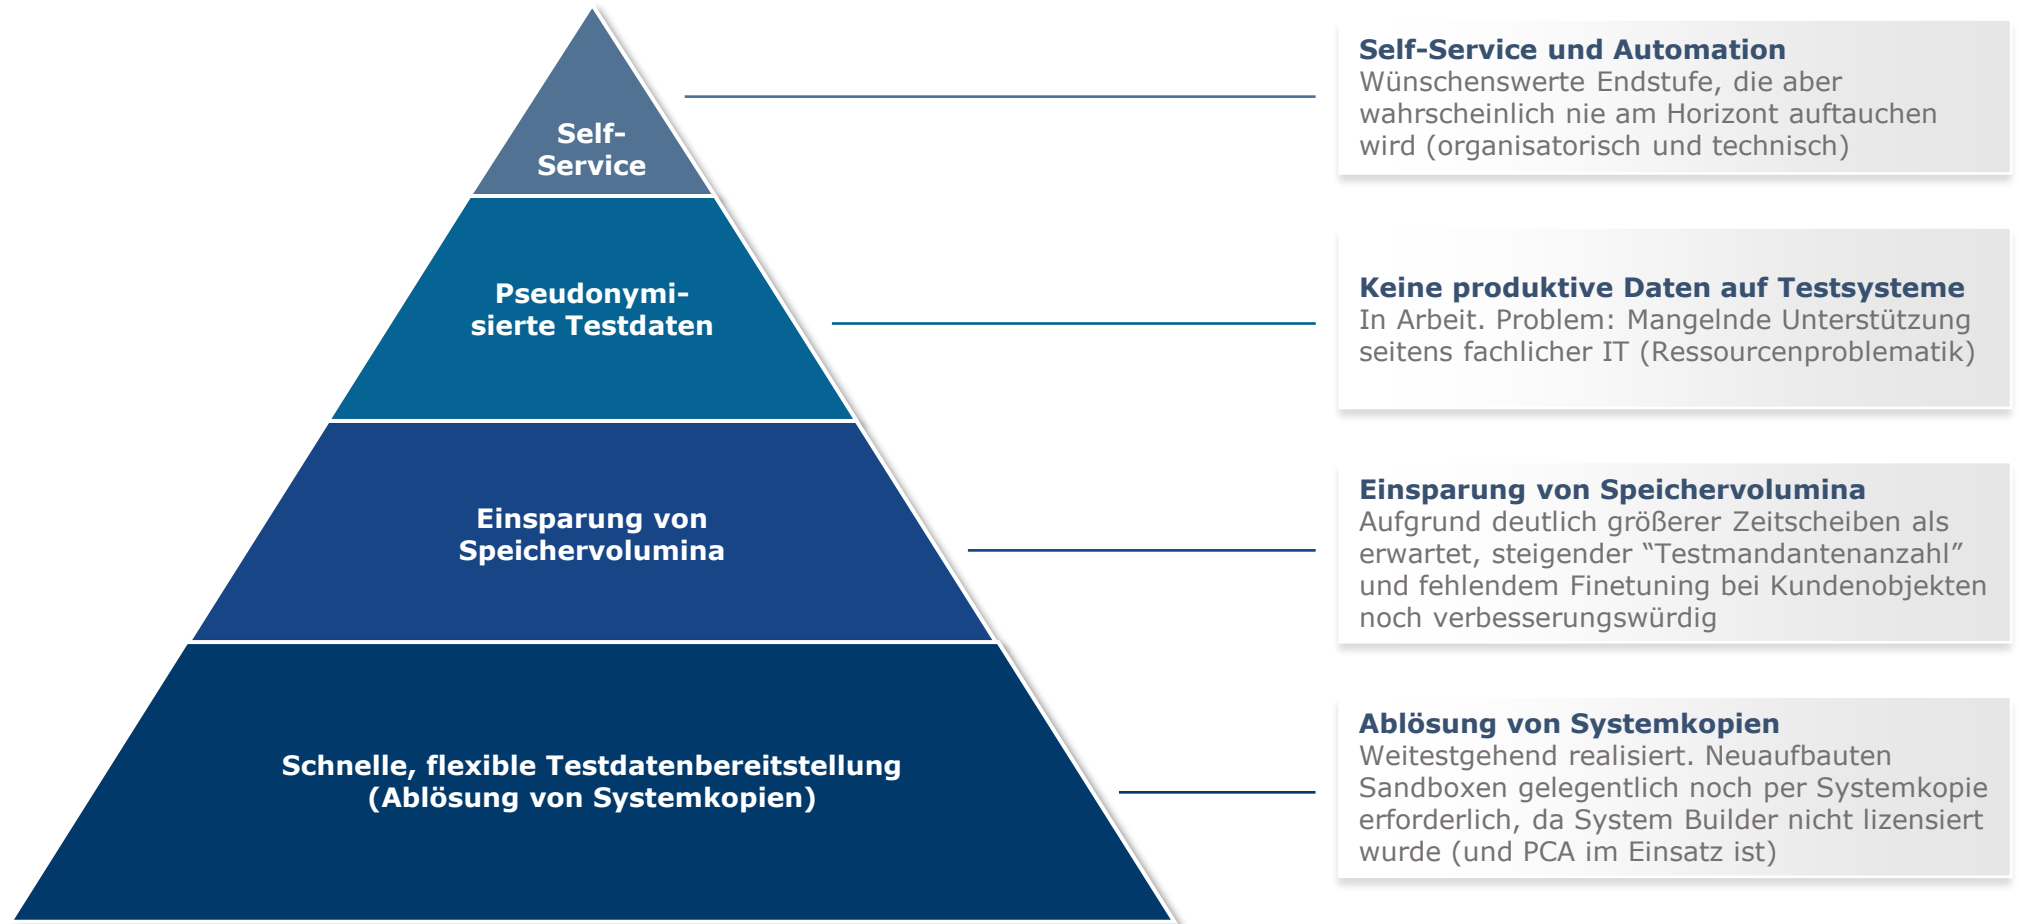 Self-
Service
Pseudonymi-
sierte Testdaten
Einsparung von
Speichervolumina
Schnelle, flexible Testdatenbereitstellung
(Ablösung von Systemkopien)
Self-Service und Automation
Wünschenswerte Endstufe, die aber
wahrscheinlich nie am Horizont auftauchen
wird (organisatorisch und technisch)
Keine produktive Daten auf Testsysteme
In Arbeit. Problem: Mangelnde Unterstützung
seitens fachlicher IT (Ressourcenproblematik)
Einsparung von Speichervolumina
Aufgrund deutlich größerer Zeitscheiben als
erwartet, steigender “Testmandantenanzahl”
und fehlendem Finetuning bei Kundenobjekten
noch verbesserungswürdig
Ablösung von Systemkopien
Weitestgehend realisiert. Neuaufbauten
Sandboxen gelegentlich noch per Systemkopie
erforderlich, da System Builder nicht lizensiert
wurde (und PCA im Einsatz ist)